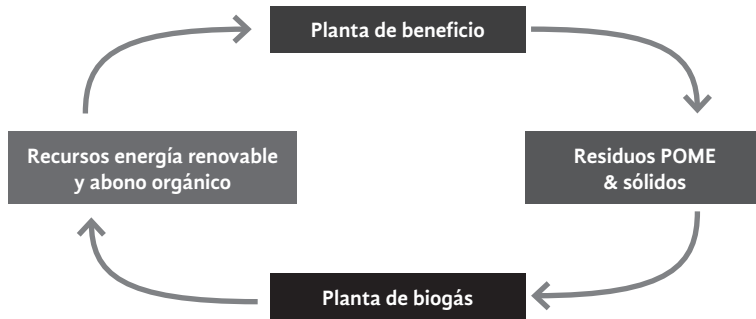 Planta de beneficio
Recursos energía renovable
y abono orgánico
Residuos POME
& sólidos
Planta de biogás